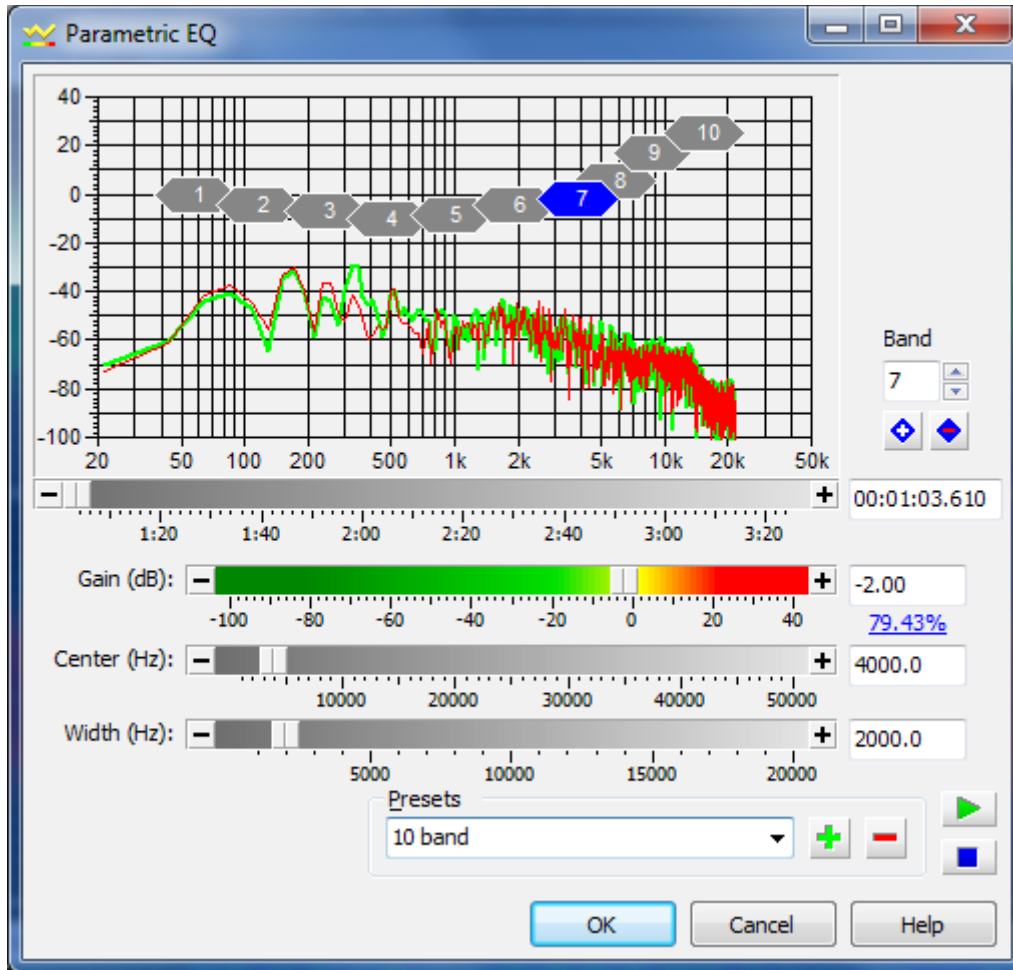 Parametric EQ
40
20
0
-20
-40
-60
-80
-100
1 2 3 4 5 6 7 8 9 10
20 50 100 200 500 1k 2k 5k 10k 20k 50k
Band
7
00:01:03.610
1:20 1:40 2:00 2:20 2:40 3:00 3:20
Gain (dB): -2.00
-100 -80 -60 -40 -20 0 20 40
79.43%
Center (Hz): 4000.0
10000 20000 30000 40000 50000
Width (Hz): 2000.0
5000 10000 15000 20000
Presets
10 band
OK Cancel Help